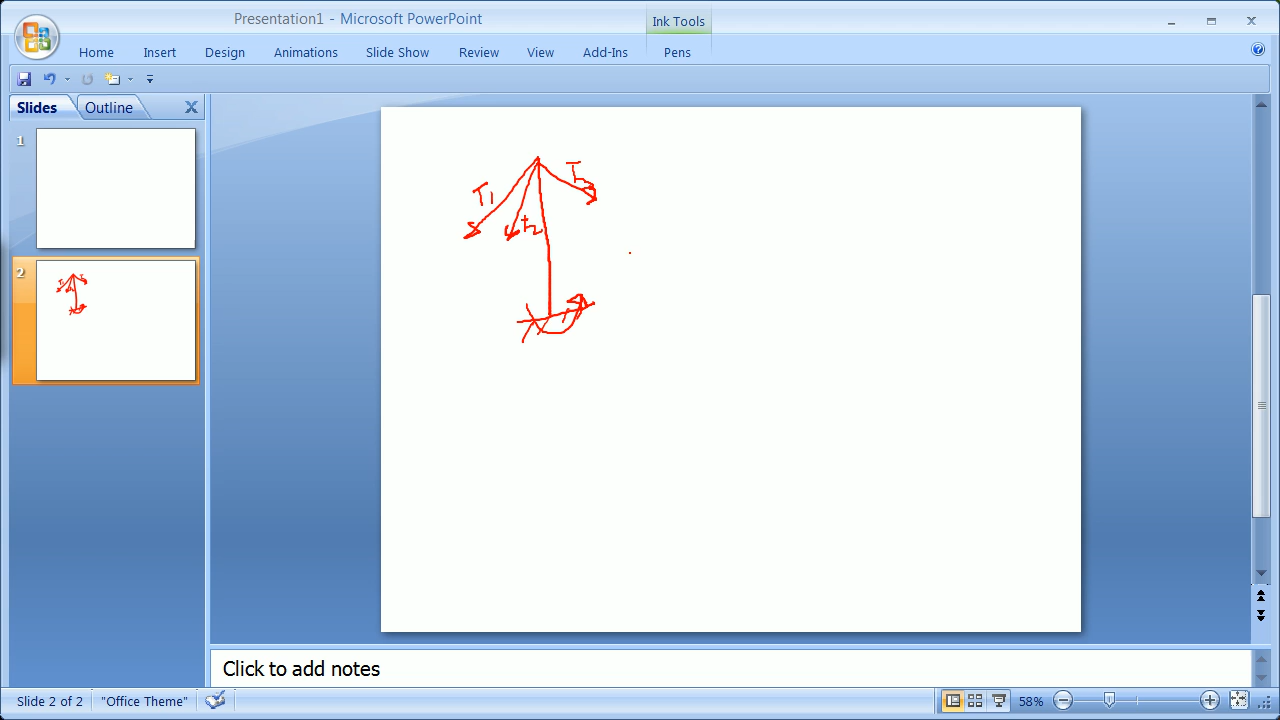 Presentation1 - Microsoft PowerPoint
Ink Tools
Home Insert Design Animations Slide Show Review View Add-Ins Pens
Slides Outline
1
2
T1
t2
Click to add notes
Slide 2 of 2 "Office Theme" 58%